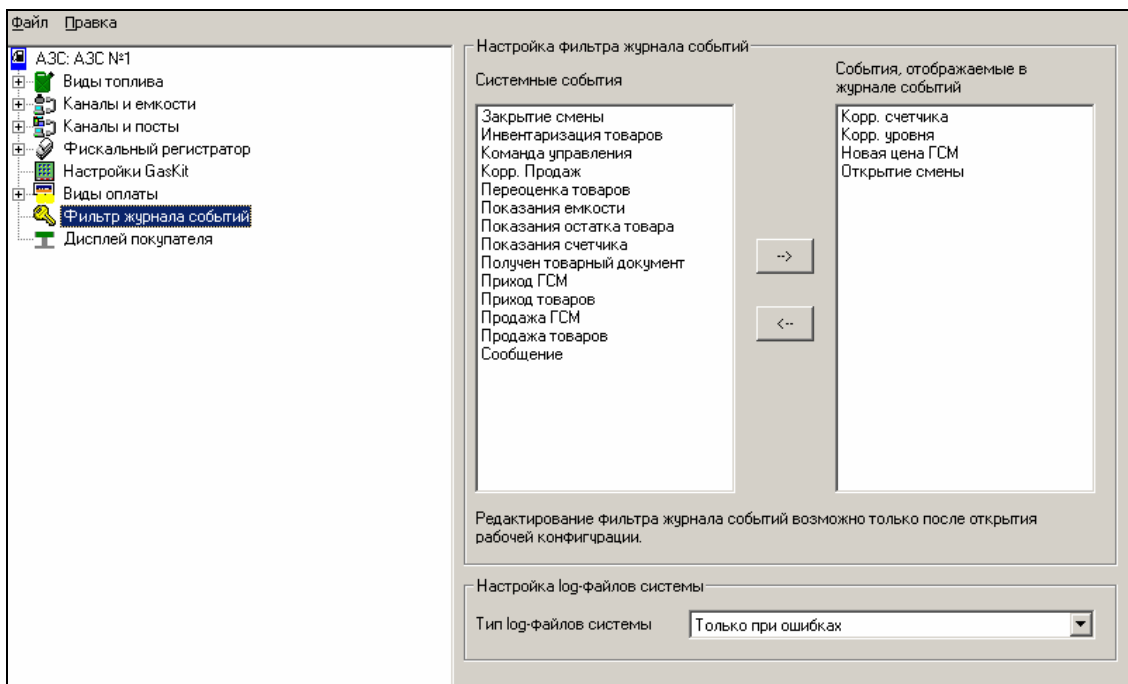 Файл Правка
АЗС: АЗС №1
Виды топлива
Каналы и емкости
Каналы и посты
Фискальный регистратор
Настройки GasKit
Виды оплаты
Фильтр журнала событий
Дисплей покупателя
Настройка фильтра журнала событий
Системные события
Закрытие смены
Инвентаризация товаров
Команда управления
Корр. Продаж
Переоценка товаров
Показания емкости
Показания остатка товара
Показания счетчика
Получен товарный документ
Приход ГСМ
Приход товаров
Продажа ГСМ
Продажа товаров
Сообщение
-->
<--
События, отображаемые в
журнале событий
Корр. счетчика
Корр. уровня
Новая цена ГСМ
Открытие смены
Редактирование фильтра журнала событий возможно только после открытия
рабочей конфигурации.
Настройка log-файлов системы
Тип log-файлов системы
Только при ошибках